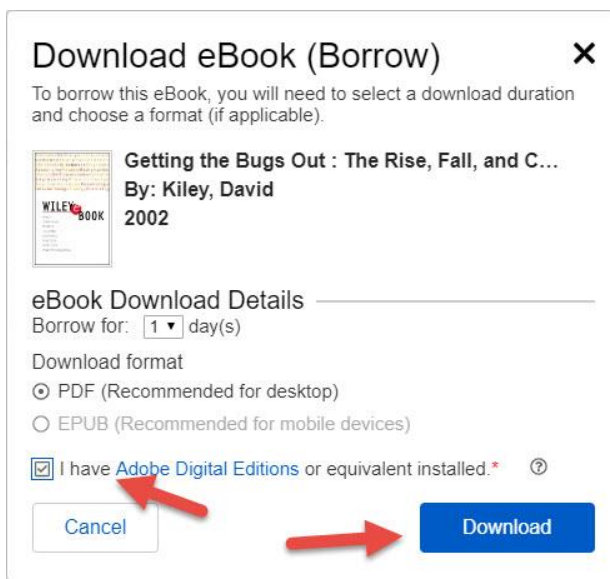 Download eBook (Borrow)
To borrow this eBook, you will need to select a download duration
and choose a format (if applicable).
Getting the Bugs Out : The Rise, Fall, and C...
By: Kiley, David
2002
WILEY e
BOOK
eBook Download Details
Borrow for: 1 day(s)
Download format
PDF (Recommended for desktop)
EPUB (Recommended for mobile devices)
I have Adobe Digital Editions or equivalent installed.*
Cancel
Download